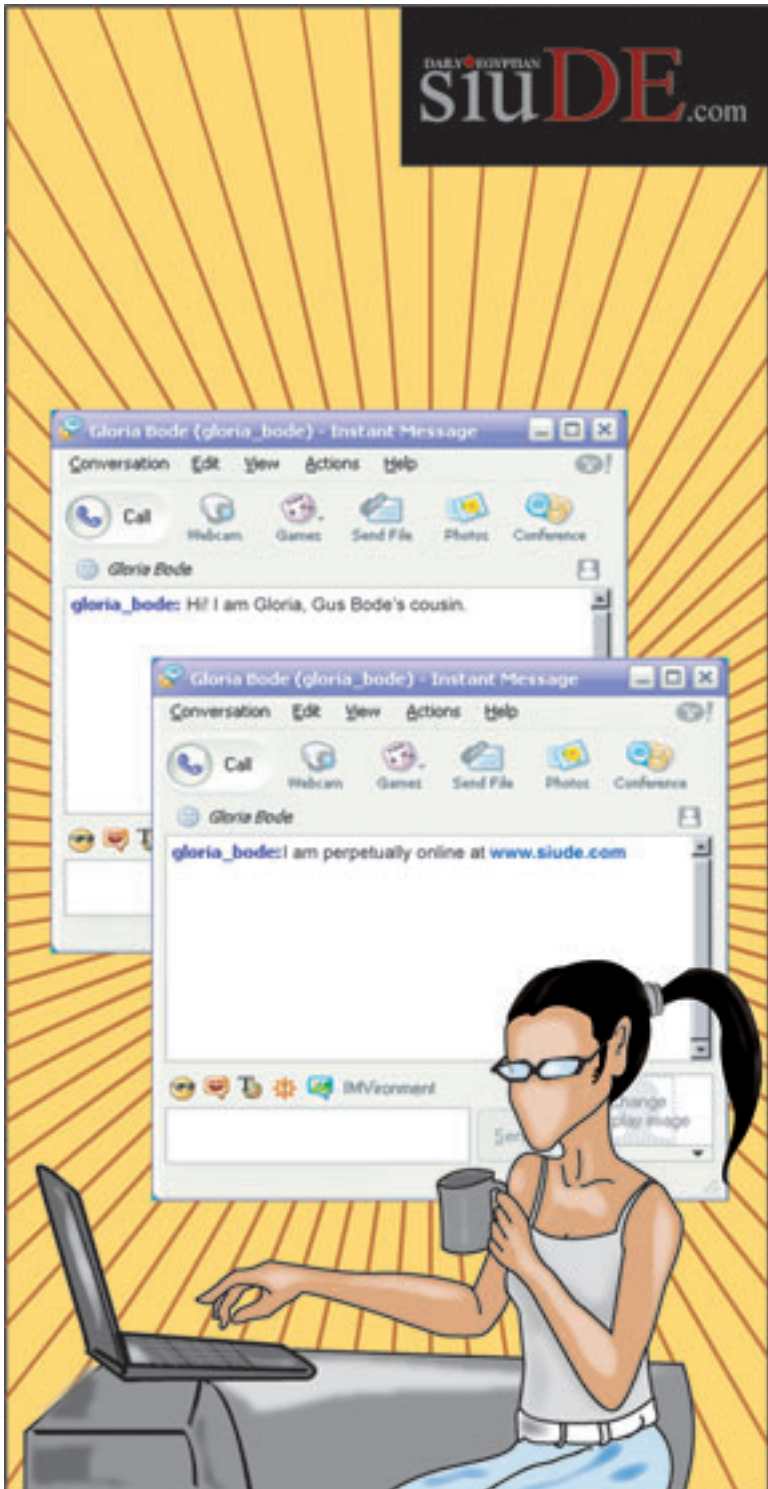 DAILY EGYPTIAN
siuDE.com
Gloria Bode (gloria_bode) - Instant Message
Conversation Edit View Actions Help
Call Webcam Games Send File Photos Conference
Gloria Bode
gloria_bode: Hi! I am Gloria, Gus Bode's cousin.
Gloria Bode (gloria_bode) - Instant Message
Conversation Edit View Actions Help
Call Webcam Games Send File Photos Conference
Gloria Bode
gloria_bode:I am perpetually online at www.siude.com
IMVironment